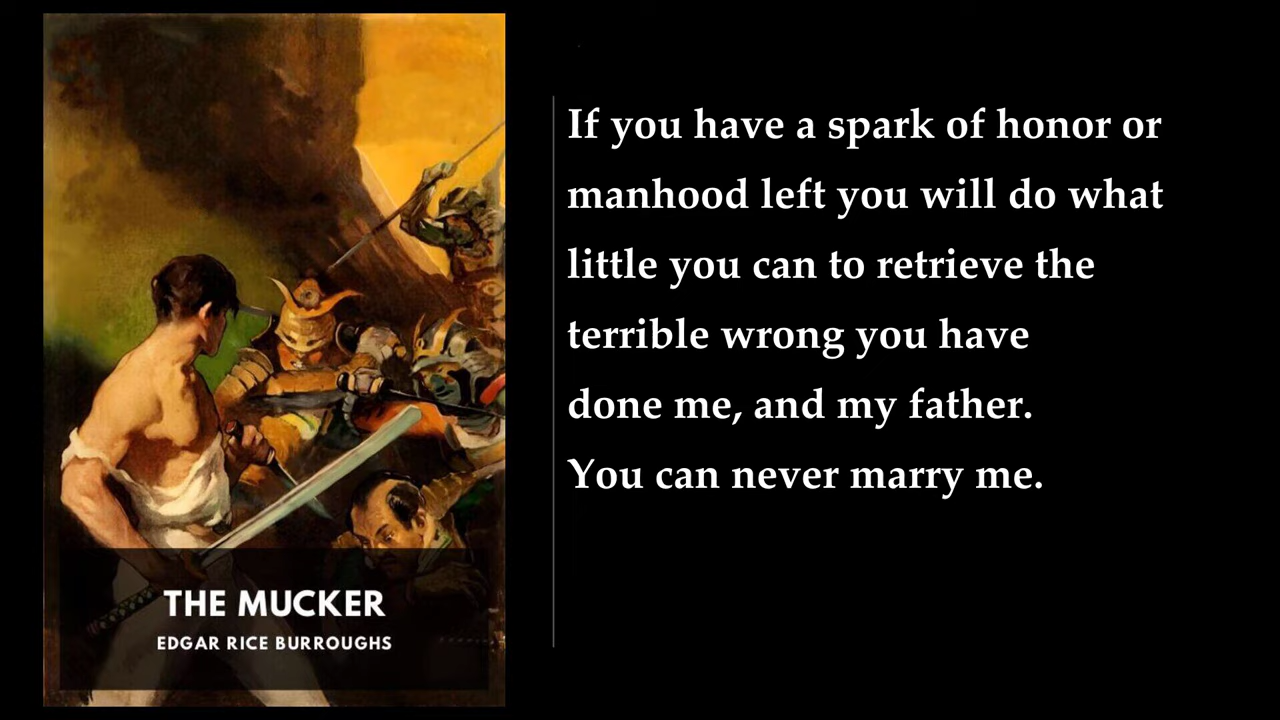 THE MUCKER
EDGAR RICE BURROUGHS
If you have a spark of honor or
manhood left you will do what
little you can to retrieve the
terrible wrong you have
done me, and my father.
You can never marry me.